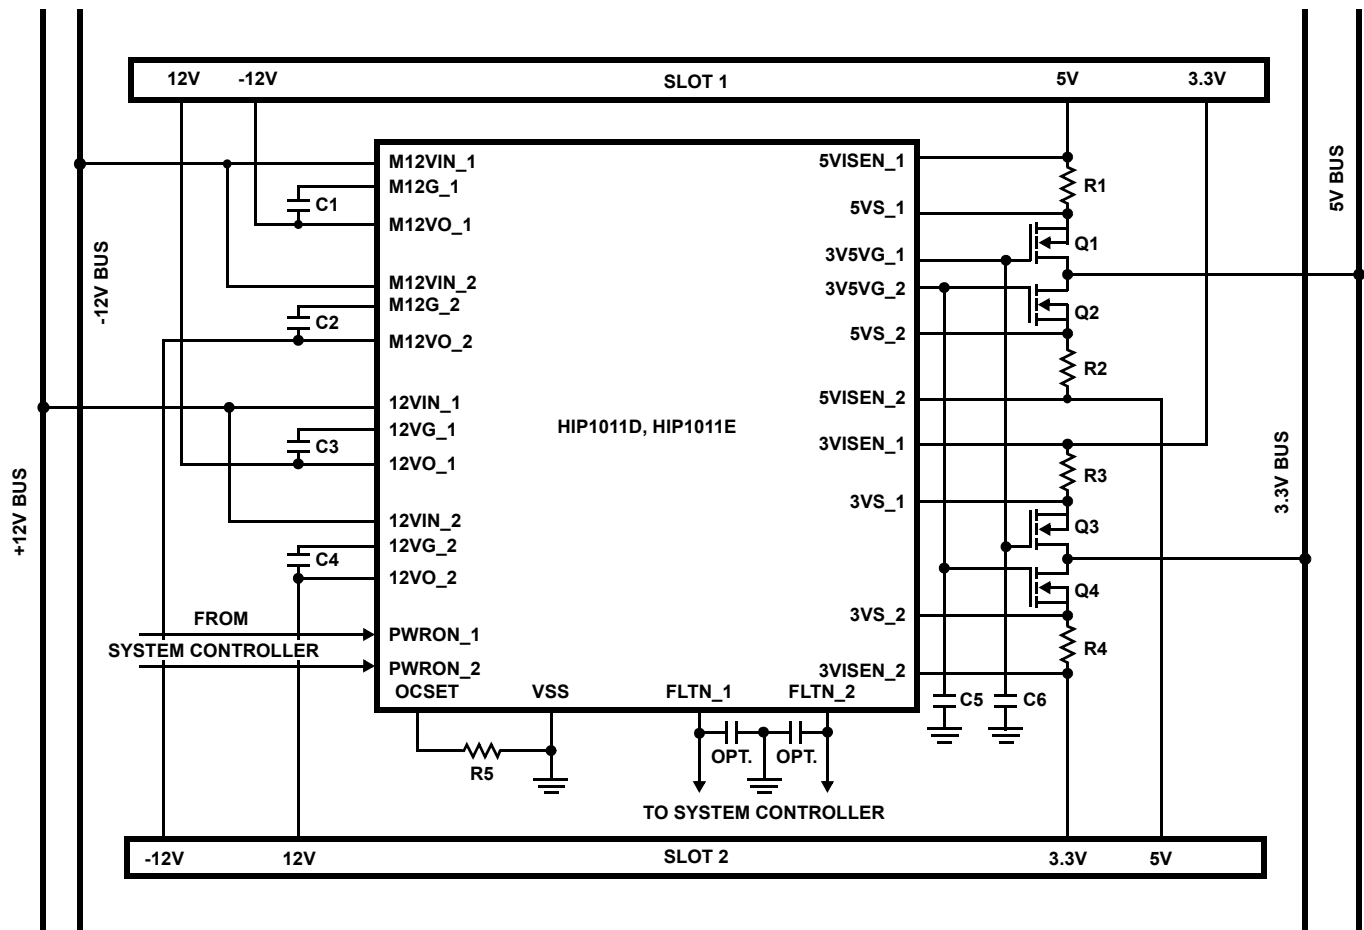 12V -12V SLOT 1 5V 3.3V
M12VIN_1
M12G_1
M12VO_1
M12VIN_2
M12G_2
M12VO_2
12VIN_1
12VG_1
12VO_1
12VIN_2
12VG_2
12VO_2
PWRON_1
PWRON_2
OCSET VSS FLTN_1 FLTN_2
HIP1011D, HIP1011E
5VISEN_1
5VS_1
3V5VG_1
3V5VG_2
5VS_2
5VISEN_2
3VISEN_1
3VS_1
3VS_2
3VISEN_2
C1
C2
C3
C4
R1
Q1
Q2
R2
R3
Q3
Q4
R4
C5 C6
R5
OPT. OPT.
FROM
SYSTEM CONTROLLER
TO SYSTEM CONTROLLER
-12V BUS
+12V BUS
5V BUS
3.3V BUS
-12V 12V SLOT 2 3.3V 5V